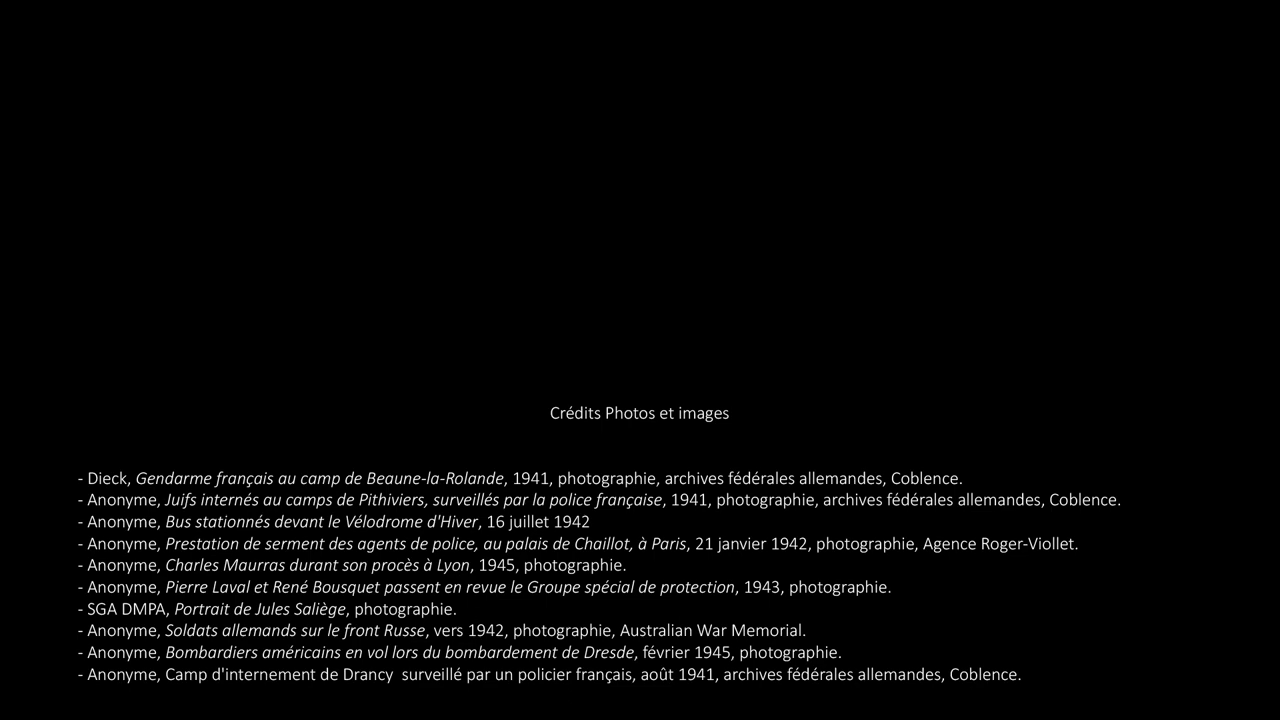 Crédits Photos et images
- Dieck, Gendarme français au camp de Beaune-la-Rolande, 1941, photographie, archives fédérales allemandes, Coblence.
- Anonyme, Juifs internés au camps de Pithiviers, surveillés par la police française, 1941, photographie, archives fédérales allemandes, Coblence.
- Anonyme, Bus stationnés devant le Vélodrome d'Hiver, 16 juillet 1942
- Anonyme, Prestation de serment des agents de police, au palais de Chaillot, à Paris, 21 janvier 1942, photographie, Agence Roger-Viollet.
- Anonyme, Charles Maurras durant son procès à Lyon, 1945, photographie.
- Anonyme, Pierre Laval et René Bousquet passent en revue le Groupe spécial de protection, 1943, photographie.
- SGA DMPA, Portrait de Jules Saliège, photographie.
- Anonyme, Soldats allemands sur le front Russe, vers 1942, photographie, Australian War Memorial.
- Anonyme, Bombardiers américains en vol lors du bombardement de Dresde, février 1945, photographie.
- Anonyme, Camp d'internement de Drancy  surveillé par un policier français, août 1941, archives fédérales allemandes, Coblence.